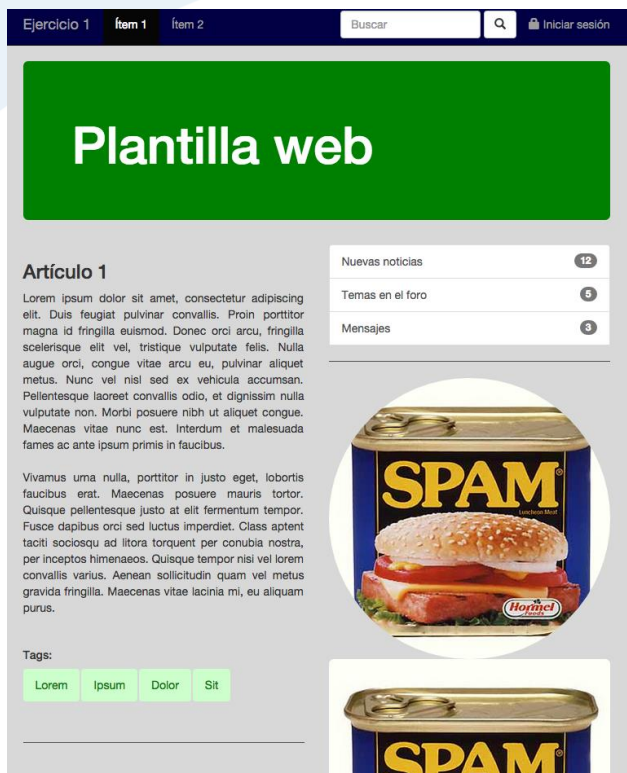 Ejercicio 1 Ítem 1 Ítem 2 Buscar Iniciar sesión
Plantilla web
Artículo 1
Lorem ipsum dolor sit amet, consectetur adipiscing
elit. Duis feugiat pulvinar convallis. Proin porttitor
magna id fringilla euismod. Donec orci arcu, fringilla
scelerisque elit vel, tristique vulputate felis. Nulla
augue orci, congue vitae arcu eu, pulvinar aliquet
metus. Nunc vel nisl sed ex vehicula accumsan.
Pellentesque laoreet convallis odio, et dignissim nulla
vulputate non. Morbi posuere nibh ut aliquet congue.
Maecenas vitae nunc est. Interdum et malesuada
fames ac ante ipsum primis in faucibus.
Vivamus urna nulla, porttitor in justo eget, lobortis
faucibus erat. Maecenas posuere mauris tortor.
Quisque pellentesque justo at elit fermentum tempor.
Fusce dapibus orci sed luctus imperdiet. Class aptent
taciti sociosqu ad litora torquent per conubia nostra,
per inceptos himenaeos. Quisque tempor nisi vel lorem
convallis varius. Aenean sollicitudin quam vel metus
gravida fringilla. Maecenas vitae lacinia mi, eu aliquam
purus.
Tags:
Lorem Ipsum Dolor Sit
Nuevas noticias 12
Temas en el foro 5
Mensajes 3
SPAM®
Luncheon Meat
Hormel
Foods
SPAM